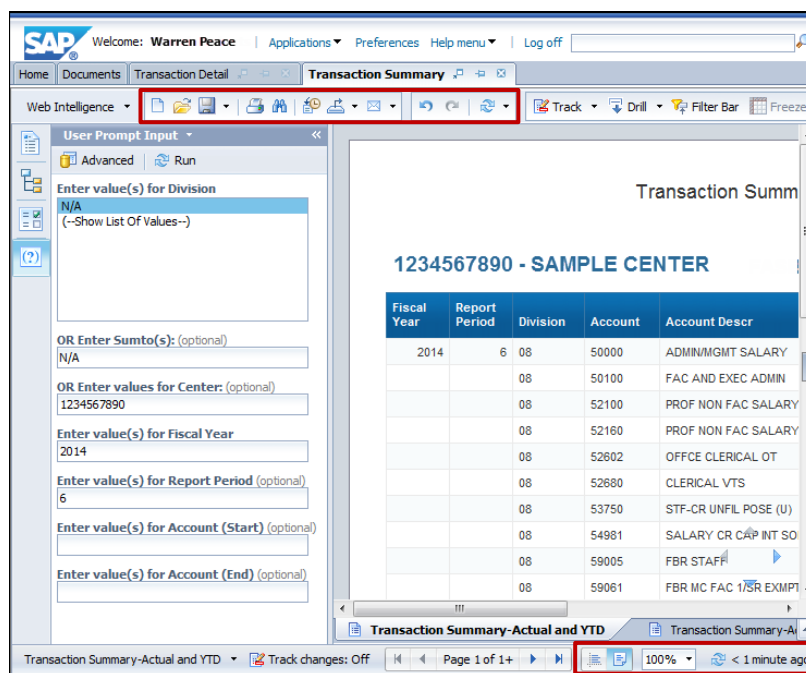 SAP® Welcome: Warren Peace | Applications Preferences Help menu | Log off
Home Documents Transaction Detail Transaction Summary
Web Intelligence Track Drill Filter Bar Freeze
User Prompt Input «
Advanced Run
Enter value(s) for Division
N/A
(--Show List Of Values--)
OR Enter Sumto(s): (optional)
N/A
OR Enter values for Center: (optional)
1234567890
Enter value(s) for Fiscal Year
2014
Enter value(s) for Report Period (optional)
6
Enter value(s) for Account (Start) (optional)
Enter value(s) for Account (End) (optional)
Transaction Summ
1234567890 - SAMPLE CENTER
Fiscal Year Report Period Division Account Account Descr
2014 6 08 50000 ADMIN/MGMT SALARY
08 50100 FAC AND EXEC ADMIN
08 52100 PROF NON FAC SALARY
08 52160 PROF NON FAC SALARY
08 52602 OFFCE CLERICAL OT
08 52680 CLERICAL VTS
08 53750 STF-CR UNFIL POSE (U)
08 54981 SALARY CR CAP INT SO
08 59005 FBR STAFF
08 59061 FBR MC FAC 1/SR EXMPT
Transaction Summary-Actual and YTD Transaction Summary-A
Transaction Summary-Actual and YTD Track changes: Off Page 1 of 1+ 100% < 1 minute ago